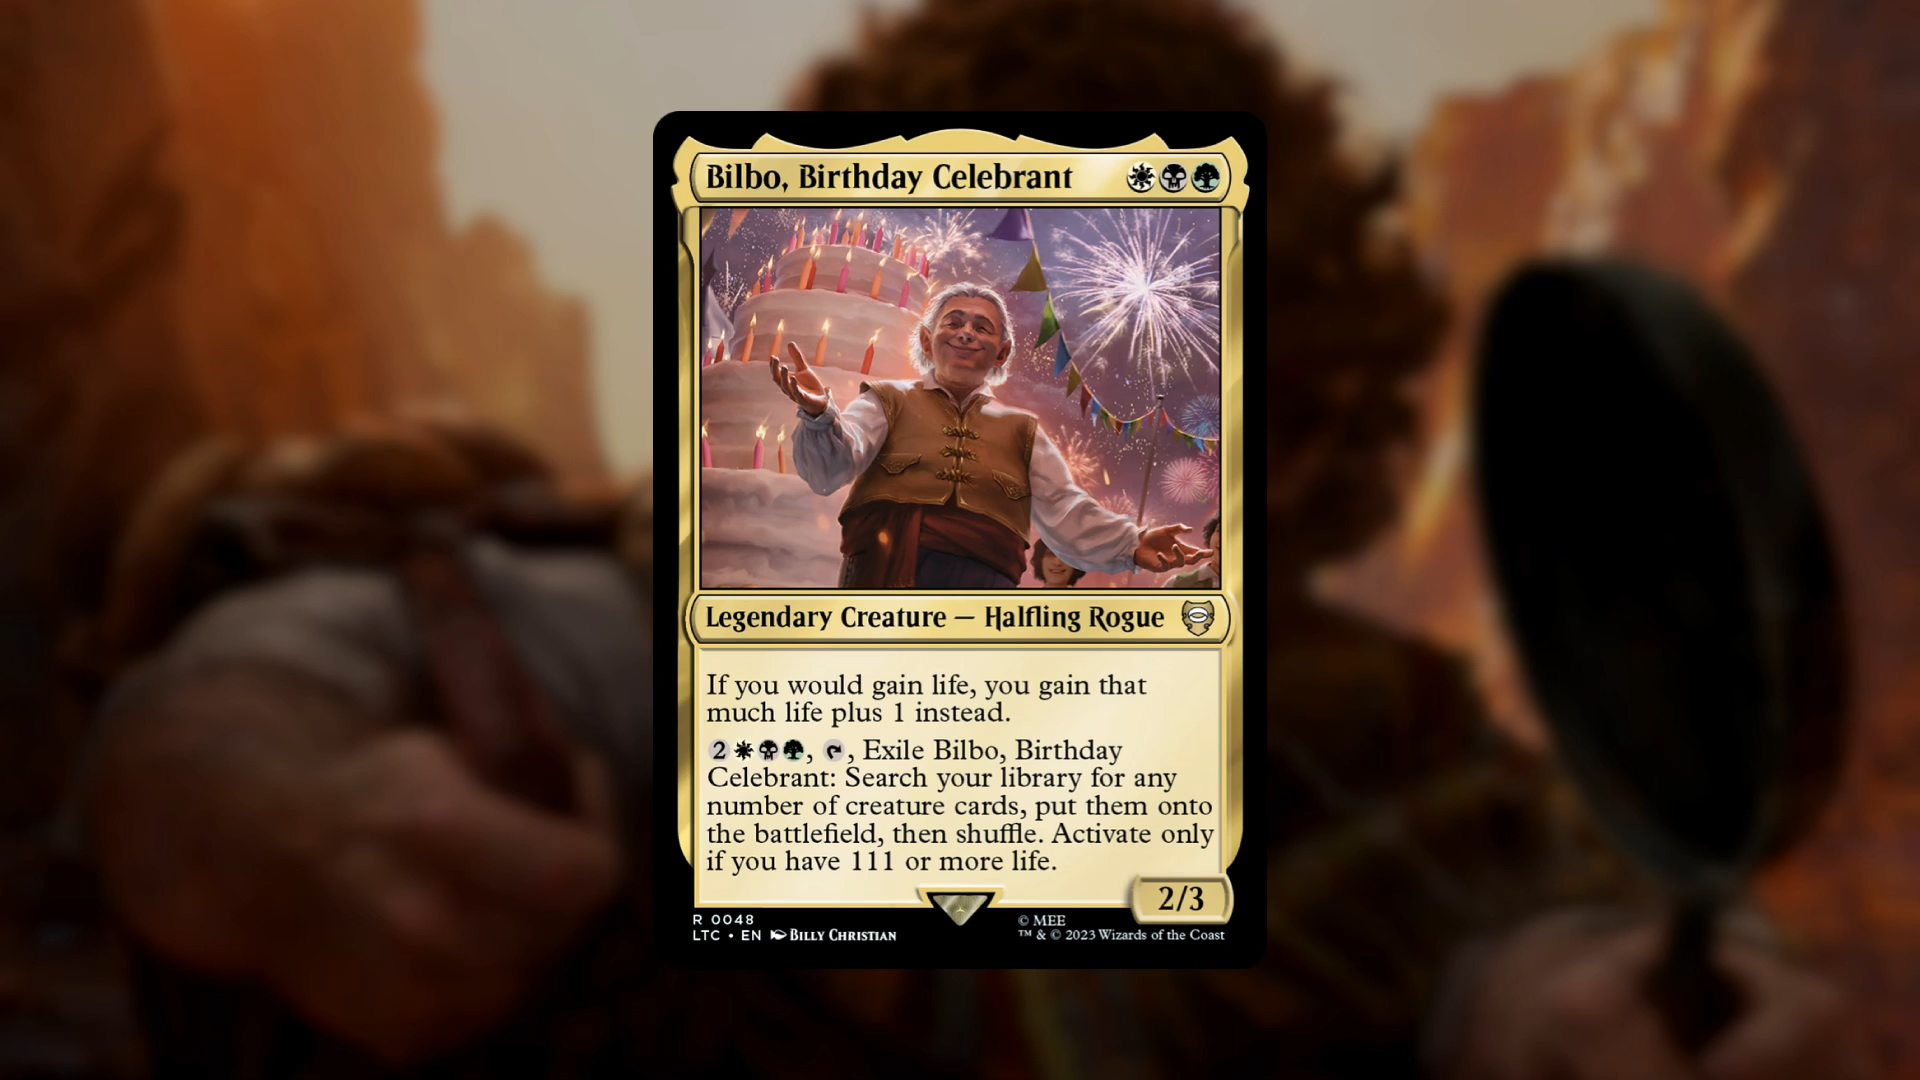 Bilbo, Birthday Celebrant
Legendary Creature — Halfling Rogue
If you would gain life, you gain that
much life plus 1 instead.
2, , Exile Bilbo, Birthday
Celebrant: Search your library for any
number of creature cards, put them onto
the battlefield, then shuffle. Activate only
if you have 111 or more life.
2/3
R 0048
LTC • EN BILLY CHRISTIAN
© MEE
™ & © 2023 Wizards of the Coast